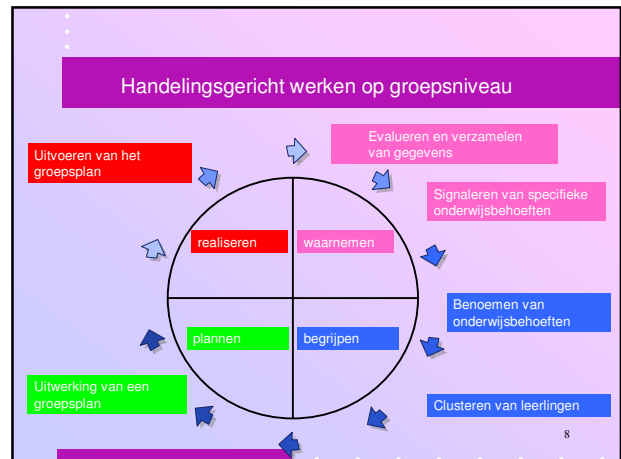 Handelingsgericht werken op groepsniveau
Evalueren en verzamelen
van gegevens
Uitvoeren van het
groepsplan
Signaleren van specifieke
onderwijsbehoeften
realiseren
waarnemen
Benoemen van
onderwijsbehoeften
plannen
begrijpen
Uitwerking van een
groepsplan
Clusteren van leerlingen
8